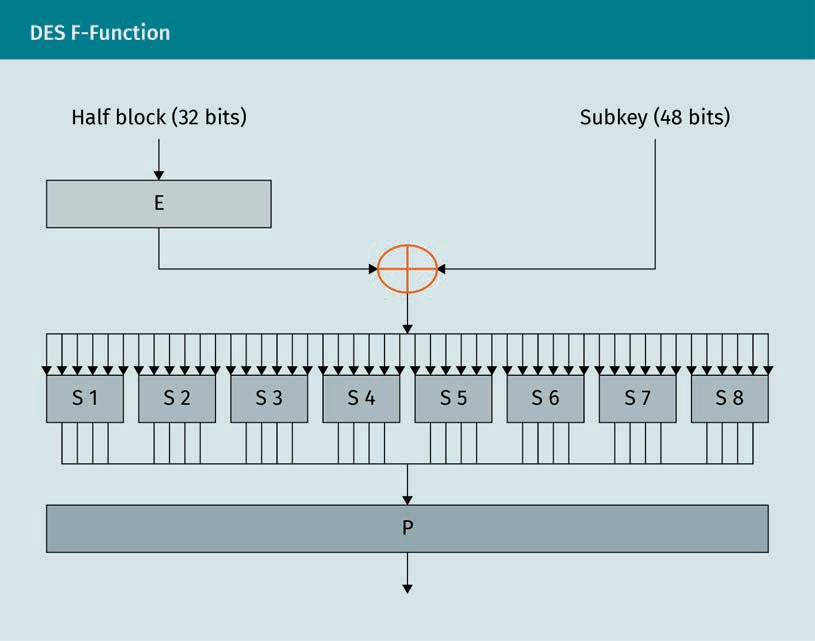 DES F-Function
Half block (32 bits)
Subkey (48 bits)
E
S 1
S 2
S 3
S 4
S 5
S 6
S 7
S 8
P